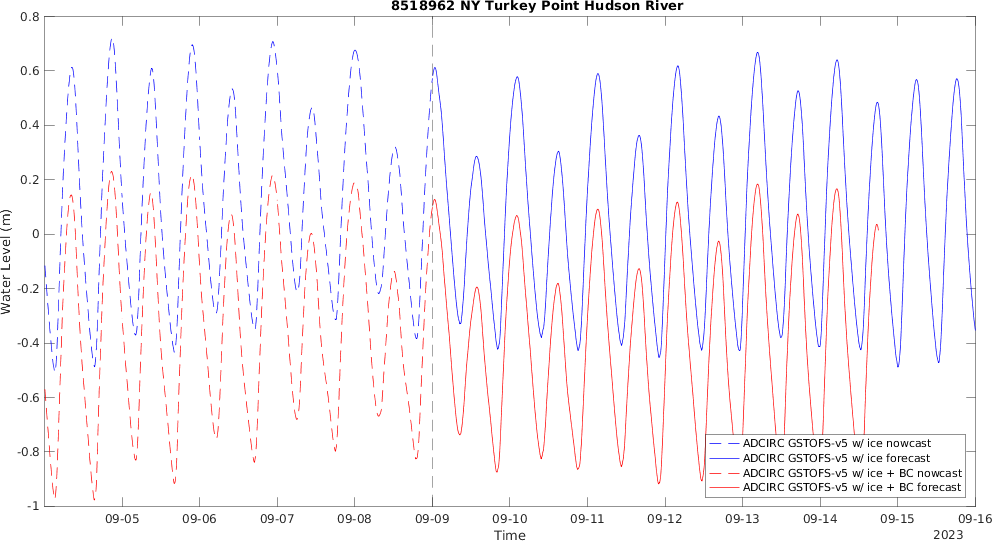 8518962 NY Turkey Point Hudson River
0.8
0.6
0.4
0.2
0
-0.2
-0.4
-0.6
-0.8
-1
Water Level (m)
ADCIRC GSTOFS-v5 w/ ice nowcast
ADCIRC GSTOFS-v5 w/ ice forecast
ADCIRC GSTOFS-v5 w/ ice + BC nowcast
ADCIRC GSTOFS-v5 w/ ice + BC forecast
09-05 09-06 09-07 09-08 09-09 09-10 09-11 09-12 09-13 09-14 09-15 09-16
Time
2023